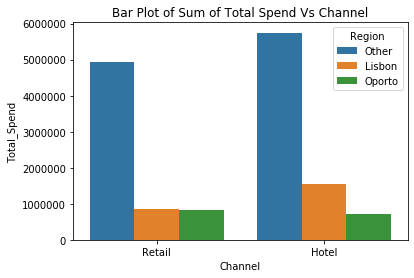 Bar Plot of Sum of Total Spend Vs Channel
6000000
5000000
4000000
3000000
2000000
1000000
0
Total_Spend
Region
Other
Lisbon
Oporto
Retail
Hotel
Channel